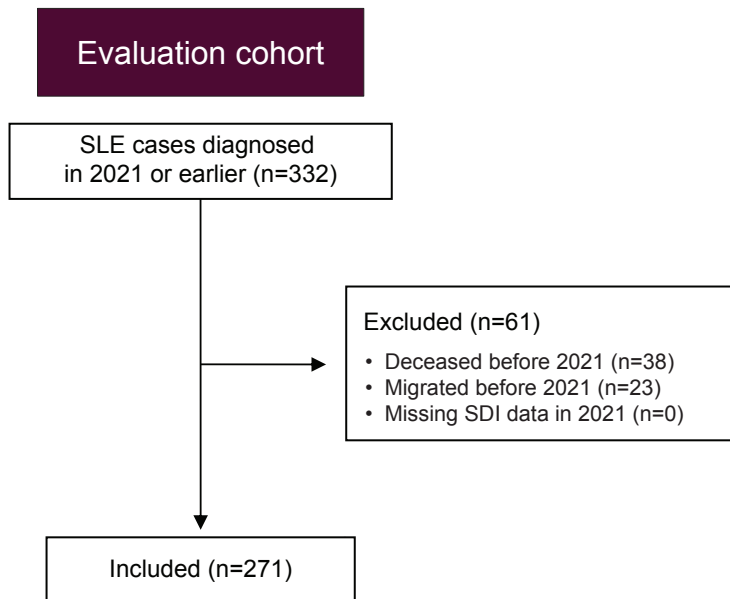 Evaluation cohort
SLE cases diagnosed
in 2021 or earlier (n=332)
Excluded (n=61)
• Deceased before 2021 (n=38)
• Migrated before 2021 (n=23)
• Missing SDI data in 2021 (n=0)
Included (n=271)